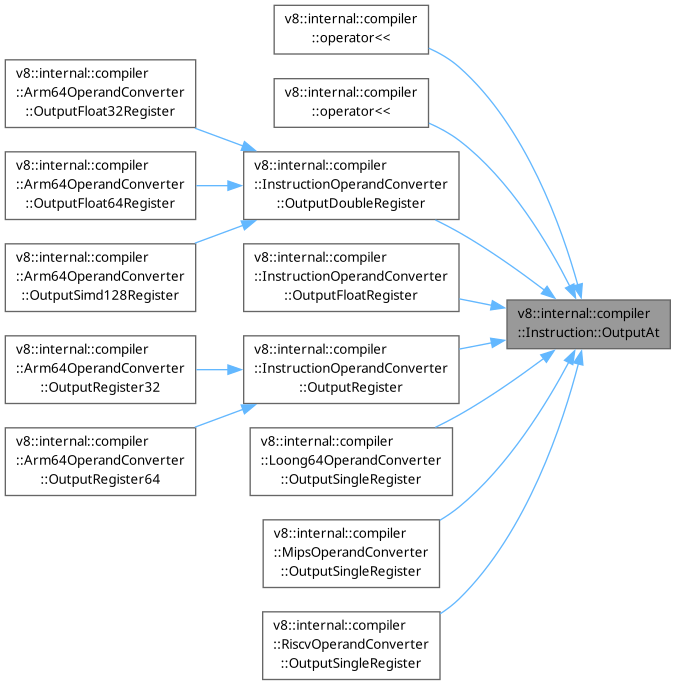 v8::internal::compiler
::operator<<
v8::internal::compiler
::Arm64OperandConverter
::OutputFloat32Register
v8::internal::compiler
::operator<<
v8::internal::compiler
::Arm64OperandConverter
::OutputFloat64Register
v8::internal::compiler
::InstructionOperandConverter
::OutputDoubleRegister
v8::internal::compiler
::Arm64OperandConverter
::OutputSimd128Register
v8::internal::compiler
::InstructionOperandConverter
::OutputFloatRegister
v8::internal::compiler
::Instruction::OutputAt
v8::internal::compiler
::Arm64OperandConverter
::OutputRegister32
v8::internal::compiler
::InstructionOperandConverter
::OutputRegister
v8::internal::compiler
::Arm64OperandConverter
::OutputRegister64
v8::internal::compiler
::Loong64OperandConverter
::OutputSingleRegister
v8::internal::compiler
::MipsOperandConverter
::OutputSingleRegister
v8::internal::compiler
::RiscvOperandConverter
::OutputSingleRegister